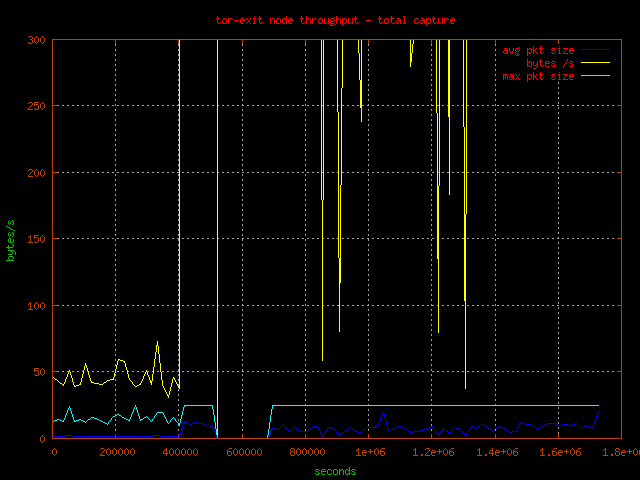 tor-exit node throughput - total capture
300
avg pkt size
bytes /s
max pkt size
250
200
150
bytes/s
100
50
0
0 200000 400000 600000 800000 1e+06 1.2e+06 1.4e+06 1.6e+06 1.8e+0
seconds